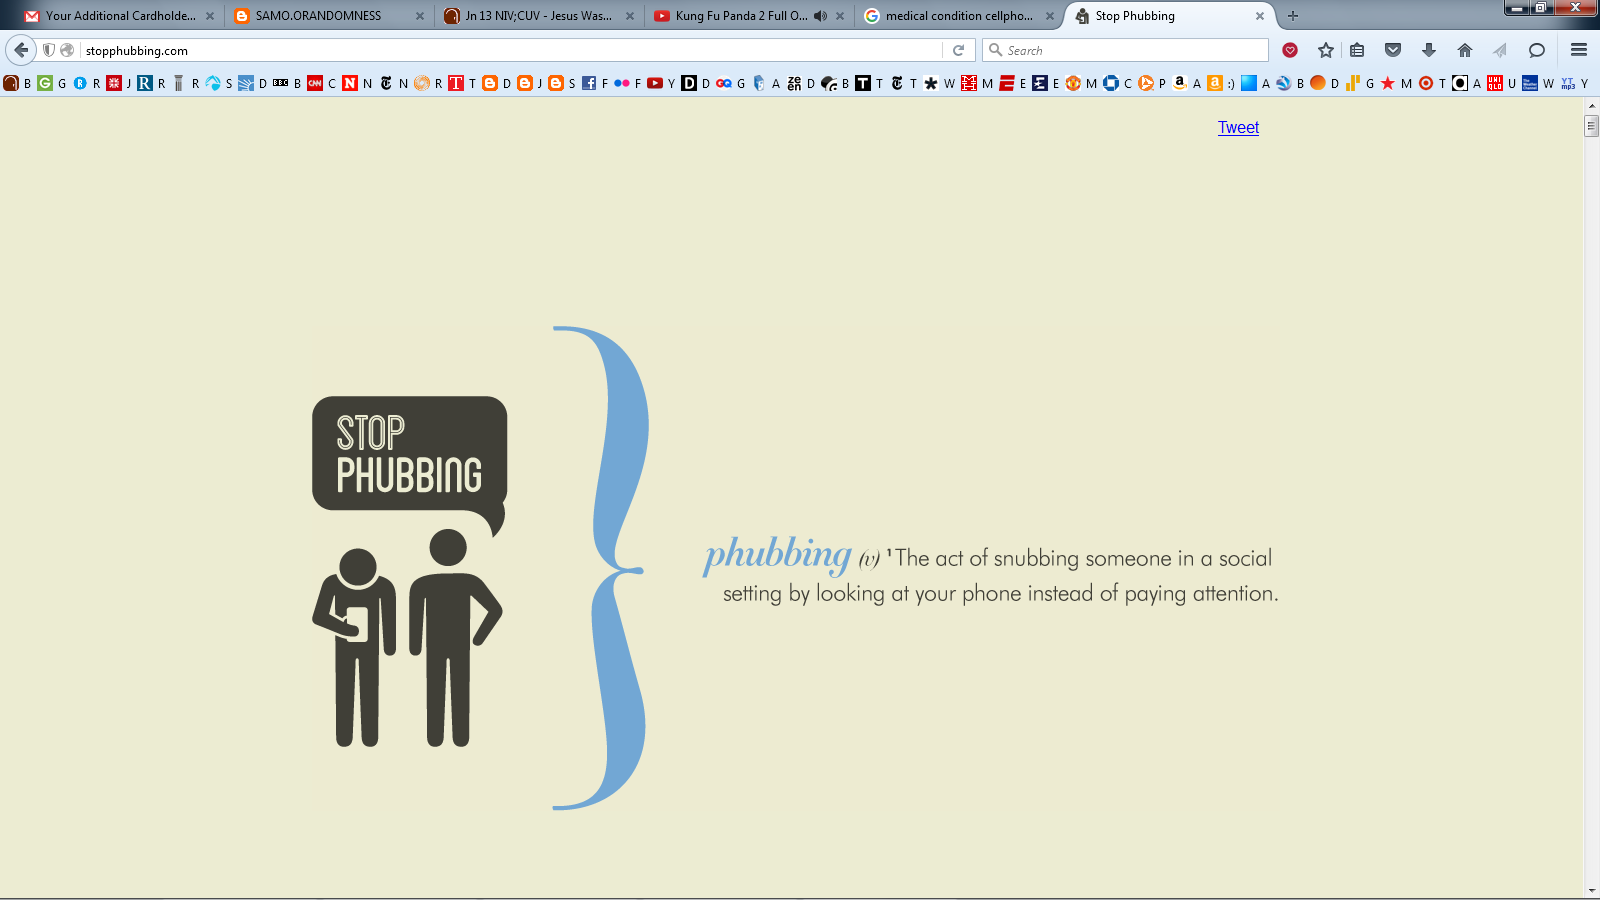 Your Additional Cardholde...
SAMO.ORANDOMNESS
Jn 13 NIV;CUV - Jesus Was...
Kung Fu Panda 2 Full O...
medical condition cellpho...
Stop Phubbing
stopphubbing.com
Search
B G R J R R S D B C N N R T D J S F F Y D G A D B T T W M E E M C P A :) A B D G M T A U W Y
Tweet
STOP
PHUBBING
phubbing (v) ¹The act of snubbing someone in a social
setting by looking at your phone instead of paying attention.